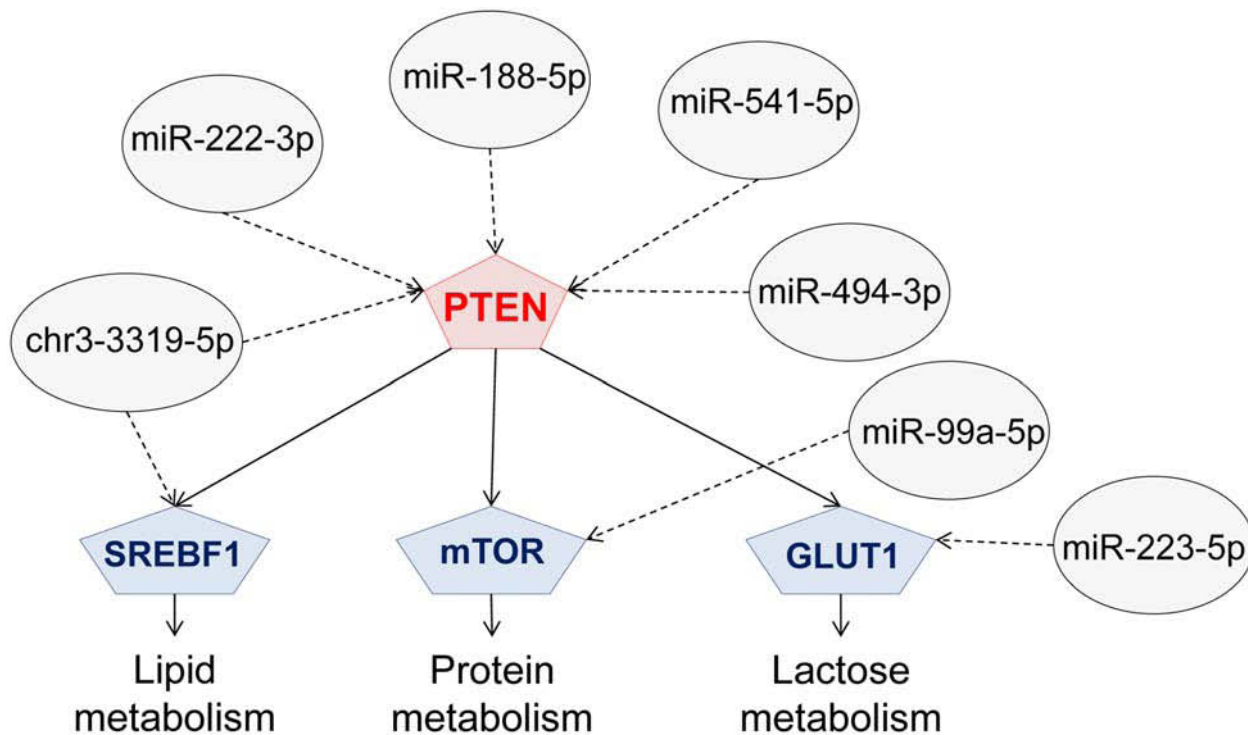 miR-188-5p
miR-541-5p
miR-222-3p
miR-494-3p
PTEN
chr3-3319-5p
miR-99a-5p
SREBF1
mTOR
GLUT1
miR-223-5p
Lipid
metabolism
Protein
metabolism
Lactose
metabolism